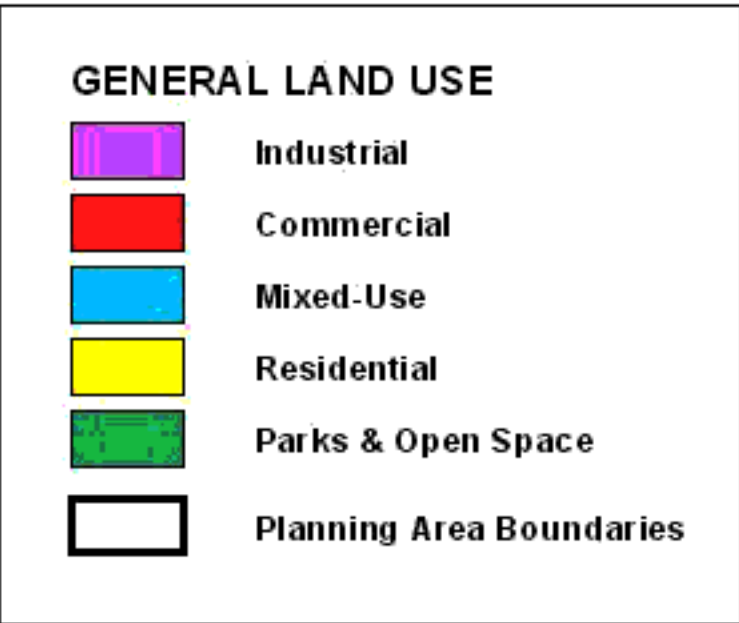 GENERAL LAND USE
Industrial
Commercial
Mixed-Use
Residential
Parks & Open Space
Planning Area Boundaries